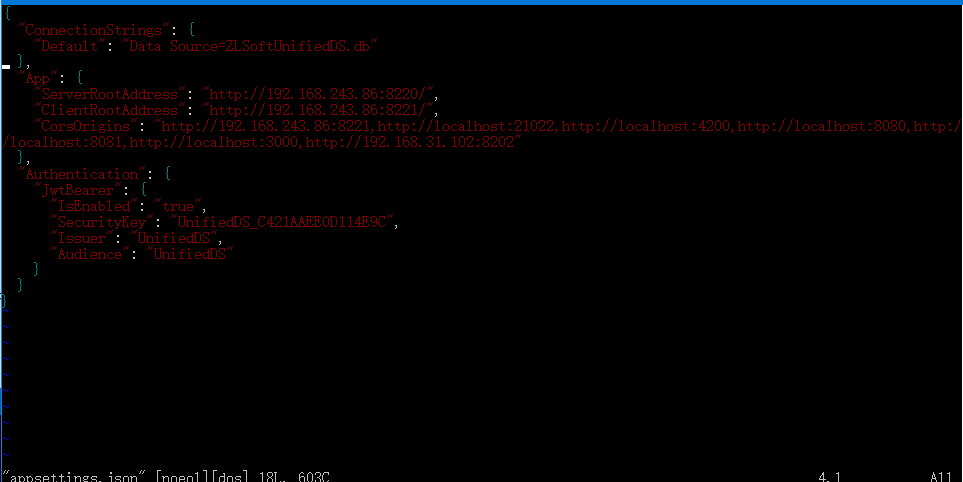 {
  "ConnectionStrings": {
    "Default": "Data Source=ZLSoftUnifiedDS.db"
  },
  "App": {
    "ServerRootAddress": "http://192.168.243.86:8220/",
    "ClientRootAddress": "http://192.168.243.86:8221/",
    "CorsOrigins": "http://192.168.243.86:8221,http://localhost:21022,http://localhost:4200,http://localhost:8080,http:/
/localhost:8081,http://localhost:3000,http://192.168.31.102:8202"
  },
  "Authentication": {
    "JwtBearer": {
      "IsEnabled": "true",
      "SecurityKey": "UnifiedDS_C421AAEE0D114E9C",
      "Issuer": "UnifiedDS",
      "Audience": "UnifiedDS"
    }
  }
}
~
~
~
~
~
~
~
~
~
~
"appsettings.json" [noeol][dos] 18L, 603C 4,1 All